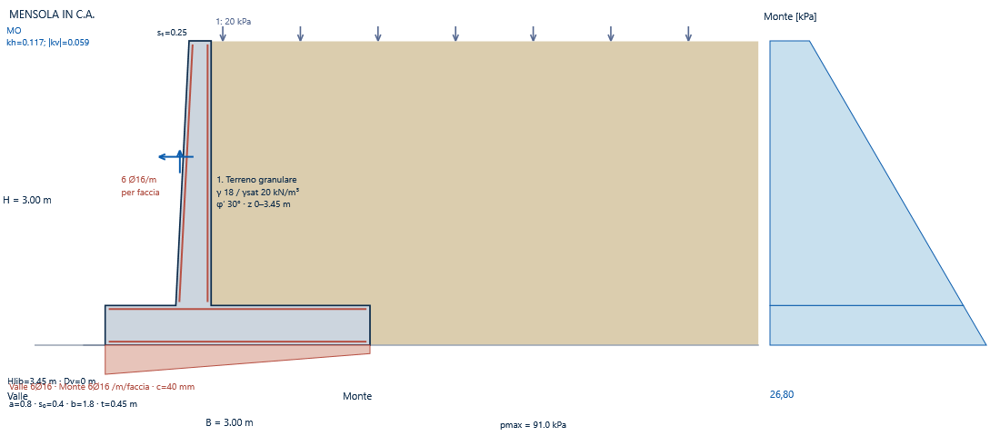 MENSOLA IN C.A.
MO
kh=0.117; |kv|=0.059
s₁=0.25
1: 20 kPa
Monte [kPa]
6 Ø16/m
per faccia
1. Terreno granulare
γ 18 / γsat 20 kN/m³
φ′ 30° · z 0–3.45 m
H = 3.00 m
Hlib=3.45 m · Dv=0 m
Valle 6Ø16 · Monte 6Ø16 /m/faccia · c=40 mm
Valle
Monte
26,80
a=0.8 · s₀=0.4 · b=1.8 · t=0.45 m
B = 3.00 m
pmax = 91.0 kPa